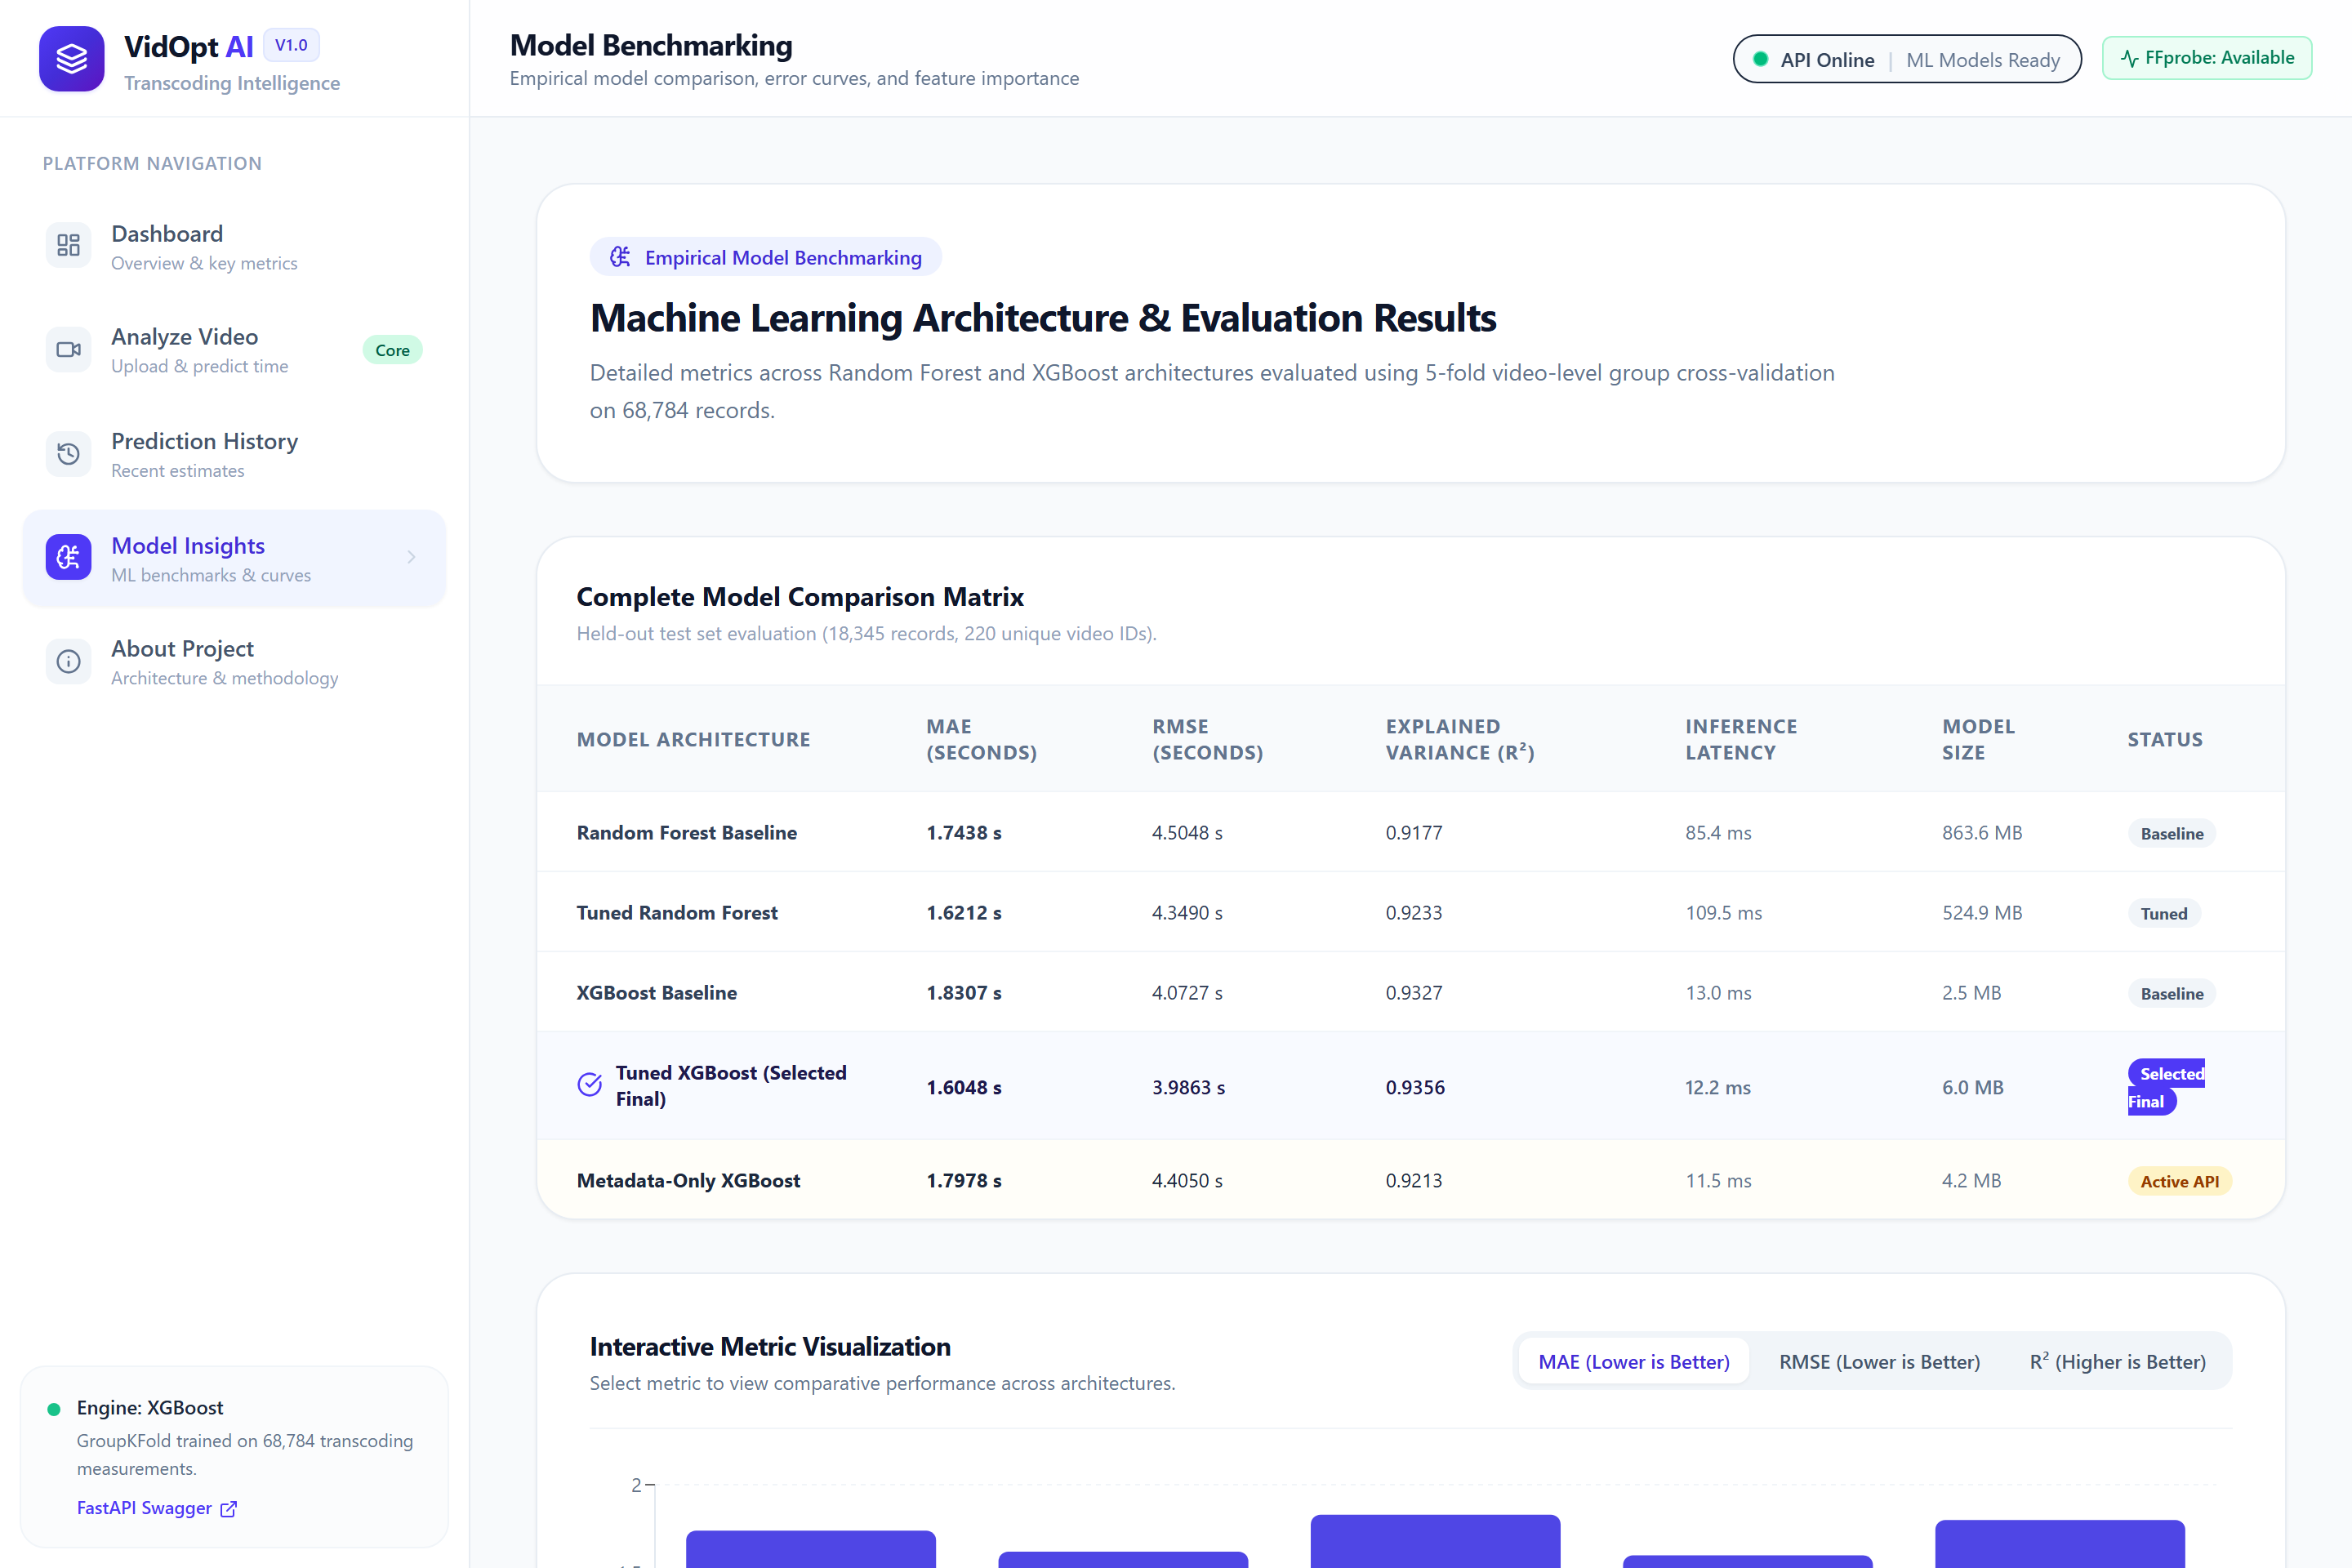 VidOpt AI V1.0
Transcoding Intelligence
PLATFORM NAVIGATION
Dashboard
Overview & key metrics
Analyze Video
Upload & predict time
Core
Prediction History
Recent estimates
Model Insights
ML benchmarks & curves
About Project
Architecture & methodology
Engine: XGBoost
GroupKFold trained on 68,784 transcoding
measurements.
FastAPI Swagger
Model Benchmarking
Empirical model comparison, error curves, and feature importance
API Online | ML Models Ready
FFprobe: Available
Empirical Model Benchmarking
Machine Learning Architecture & Evaluation Results
Detailed metrics across Random Forest and XGBoost architectures evaluated using 5-fold video-level group cross-validation
on 68,784 records.
Complete Model Comparison Matrix
Held-out test set evaluation (18,345 records, 220 unique video IDs).
MODEL ARCHITECTURE
MAE
(SECONDS)
RMSE
(SECONDS)
EXPLAINED
VARIANCE (R²)
INFERENCE
LATENCY
MODEL
SIZE
STATUS
Random Forest Baseline 1.7438 s 4.5048 s 0.9177 85.4 ms 863.6 MB Baseline
Tuned Random Forest 1.6212 s 4.3490 s 0.9233 109.5 ms 524.9 MB Tuned
XGBoost Baseline 1.8307 s 4.0727 s 0.9327 13.0 ms 2.5 MB Baseline
Tuned XGBoost (Selected
Final)
1.6048 s 3.9863 s 0.9356 12.2 ms 6.0 MB
Selected
Final
Metadata-Only XGBoost 1.7978 s 4.4050 s 0.9213 11.5 ms 4.2 MB Active API
Interactive Metric Visualization
Select metric to view comparative performance across architectures.
MAE (Lower is Better) RMSE (Lower is Better) R² (Higher is Better)
2